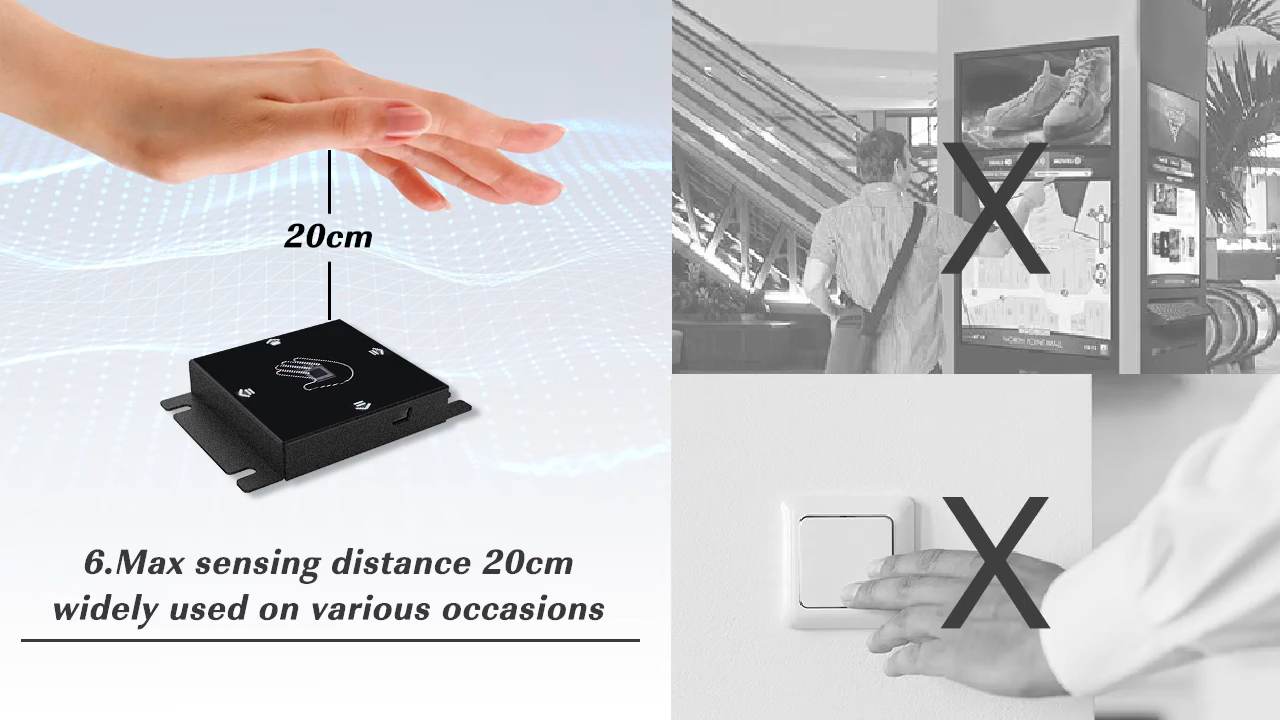 20cm
6.Max sensing distance 20cm
widely used on various occasions
X
X